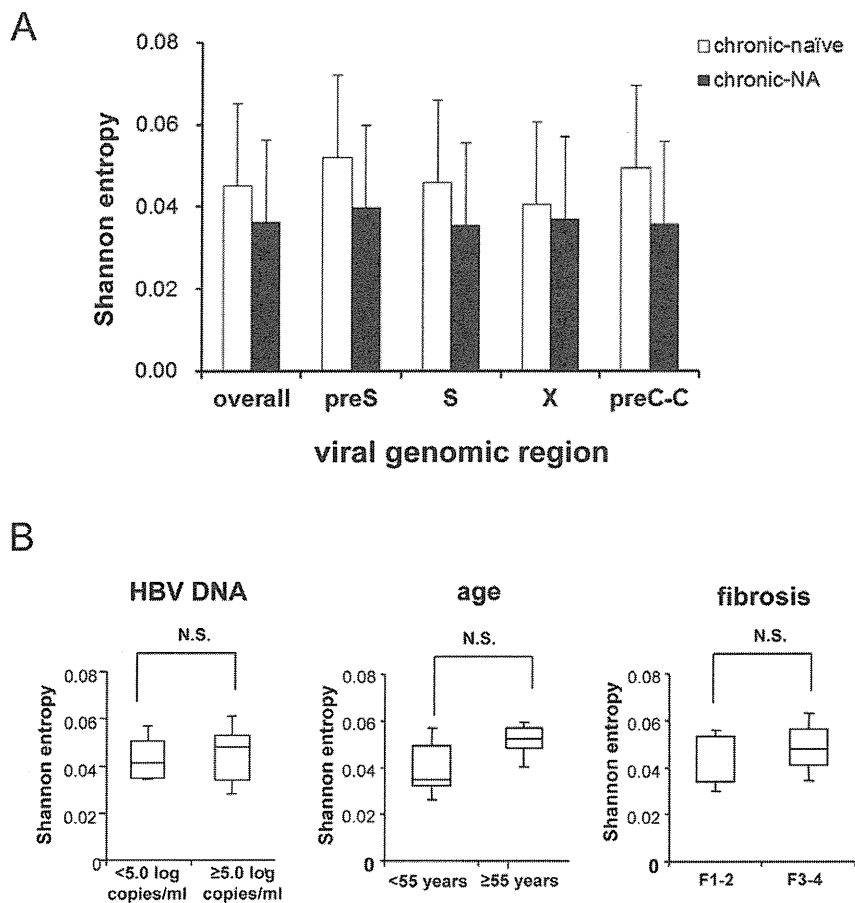 A
0.08
0.06
0.04
0.02
0.00
Shannon entropy
chronic-naïve
chronic-NA
overall preS S X preC-C
viral genomic region
B
HBV DNA
N.S.
0.08
0.06
0.04
0.02
0
Shannon entropy
<5.0 log copies/ml
≥5.0 log copies/ml
age
N.S.
0.08
0.06
0.04
0.02
0
Shannon entropy
<55 years ≥55 years
fibrosis
N.S.
0.08
0.06
0.04
0.02
0
Shannon entropy
F1-2 F3-4